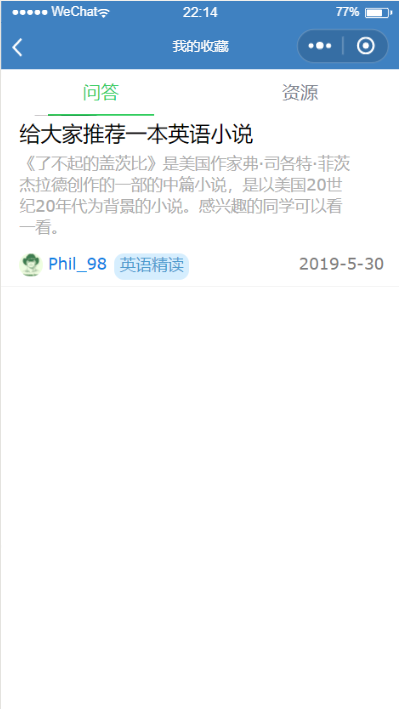 WeChat 22:14 77%
我的收藏
问答 资源
给大家推荐一本英语小说
《了不起的盖茨比》是美国作家弗·司各特·菲茨
杰拉德创作的一部的中篇小说，是以美国20世
纪20年代为背景的小说。感兴趣的同学可以看
一看。
Phil_98 英语精读 2019-5-30